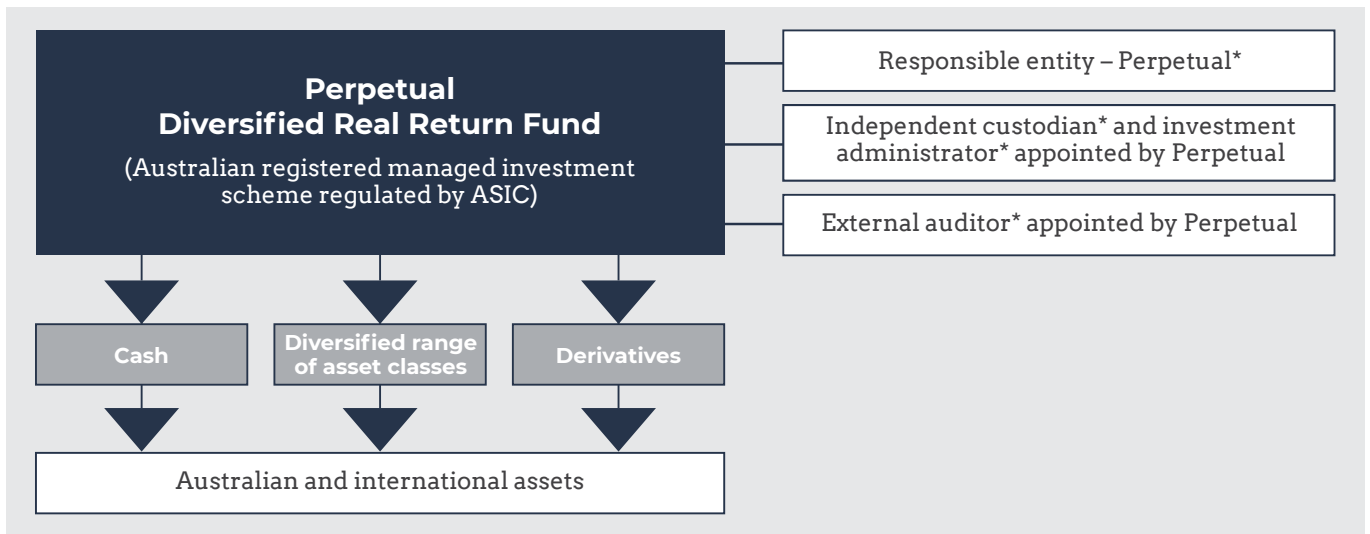 Perpetual
Diversified Real Return Fund
(Australian registered managed investment
scheme regulated by ASIC)
Responsible entity – Perpetual*
Independent custodian* and investment
administrator* appointed by Perpetual
External auditor* appointed by Perpetual
Cash
Diversified range
of asset classes
Derivatives
Australian and international assets